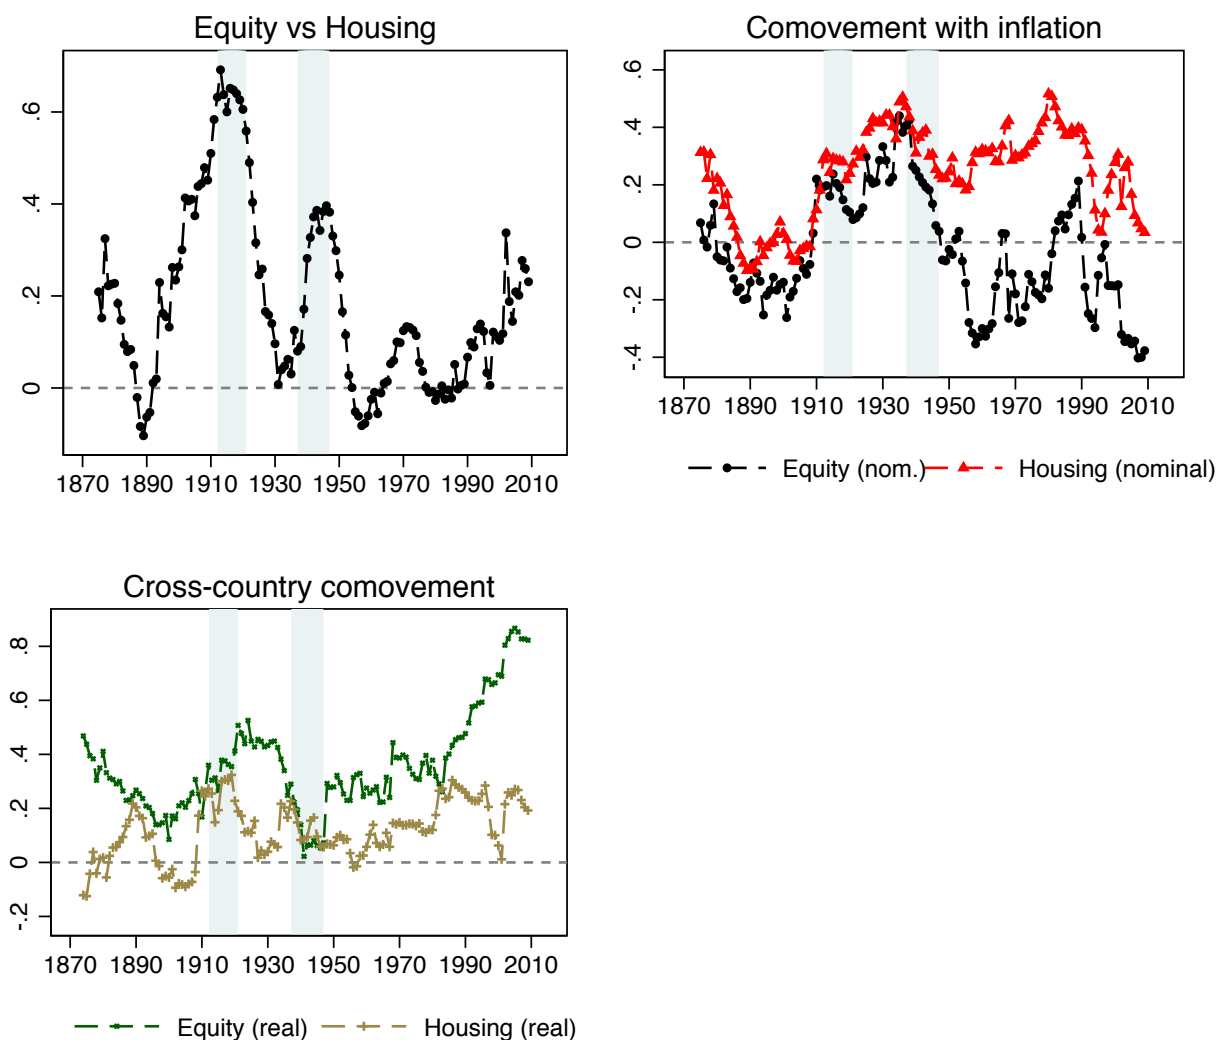 Equity vs Housing
.6
.4
.2
0
1870 1890 1910 1930 1950 1970 1990 2010
Comovement with inflation
.6
.4
.2
0
-.2
-.4
1870 1890 1910 1930 1950 1970 1990 2010
Equity (nom.) Housing (nominal)
Cross-country comovement
.8
.6
.4
.2
0
-.2
1870 1890 1910 1930 1950 1970 1990 2010
Equity (real) Housing (real)